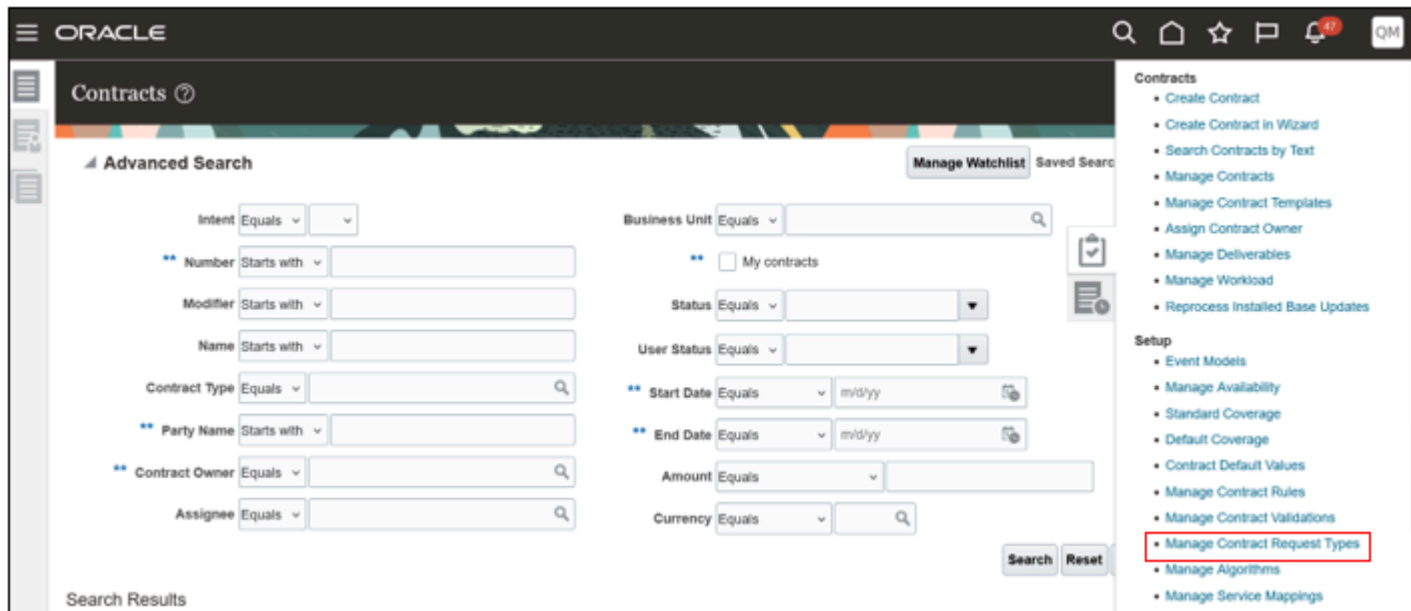 ORACLE
47
QM
Contracts
Advanced Search
Manage Watchlist Saved Searc
Intent Equals
** Number Starts with
Modifier Starts with
Name Starts with
Contract Type Equals
** Party Name Starts with
** Contract Owner Equals
Assignee Equals
Business Unit Equals
** My contracts
Status Equals
User Status Equals
** Start Date Equals m/d/yy
** End Date Equals m/d/yy
Amount Equals
Currency Equals
Search Reset
Search Results
Contracts
• Create Contract
• Create Contract in Wizard
• Search Contracts by Text
• Manage Contracts
• Manage Contract Templates
• Assign Contract Owner
• Manage Deliverables
• Manage Workload
• Reprocess Installed Base Updates
Setup
• Event Models
• Manage Availability
• Standard Coverage
• Default Coverage
• Contract Default Values
• Manage Contract Rules
• Manage Contract Validations
• Manage Contract Request Types
• Manage Algorithms
• Manage Service Mappings